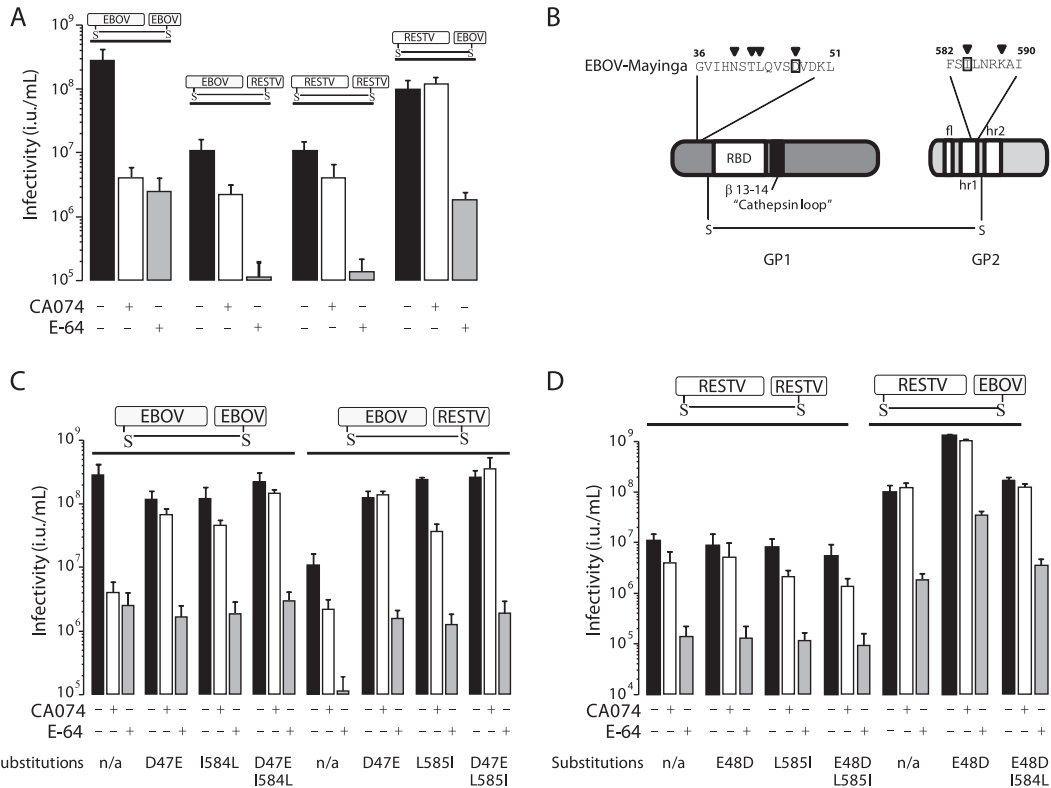 A
B
EBOV EBOV
S S
EBOV RESTV
S S
RESTV RESTV
S S
RESTV EBOV
S S
Infectivity (i.u./mL)
10^9
10^8
10^7
10^6
10^5
CA074 – + – – + – – + – – + –
E-64 – – + – – + – – + – – +
36 51
EBOV-Mayinga GVIHNSTLQVSDVDKL
582 590
FSILNRKAI
RBD
β 13-14
"Cathepsin loop"
fl
hr1
hr2
S S
GP1
GP2
C
D
EBOV EBOV
S S
EBOV RESTV
S S
Infectivity (i.u./mL)
10^9
10^8
10^7
10^6
10^5
CA074 – + – – + – – + – – + – – + – – + – – + – – + –
E-64 – – + – – + – – + – – + – – + – – + – – + – – +
ubstitutions n/a D47E I584L D47E n/a D47E L585I D47E
I584L L585I
RESTV RESTV
S S
RESTV EBOV
S S
Infectivity (i.u./mL)
10^9
10^8
10^7
10^6
10^5
10^4
CA074 – + – – + – – + – – + – – + – – + – – + –
E-64 – – + – – + – – + – – + – – + – – + – – +
Substitutions n/a E48D L585I E48D n/a E48D E48D
L585I I584L